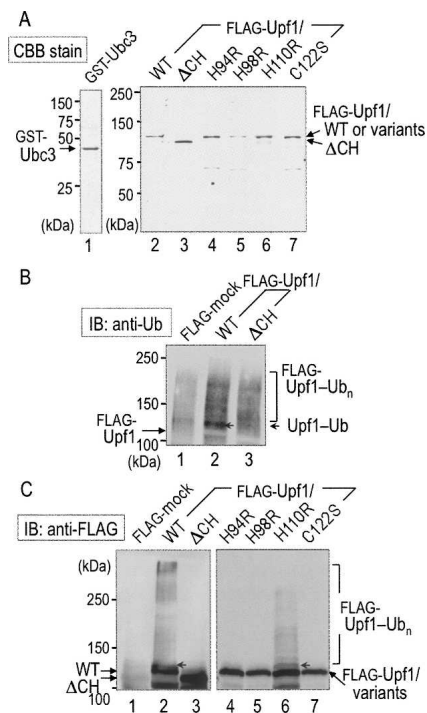 A
CBB stain
GST-Ubc3
FLAG-Upf1/
WT
ΔCH
H94R
H98R
H110R
C122S
150
75
50
25
(kDa)
GST-
Ubc3
250
150
75
50
(kDa)
FLAG-Upf1/
WT or variants
ΔCH
1 2 3 4 5 6 7
B
IB: anti-Ub
FLAG-mock
FLAG-Upf1/
WT
ΔCH
250
150
100
(kDa)
FLAG-
Upf1
FLAG-
Upf1–Ubn
Upf1–Ub
1 2 3
C
IB: anti-FLAG
FLAG-mock
FLAG-Upf1/
WT
ΔCH
H94R
H98R
H110R
C122S
(kDa)
250
150
WT
ΔCH
100
FLAG-
Upf1–Ubn
FLAG-Upf1/
variants
1 2 3 4 5 6 7